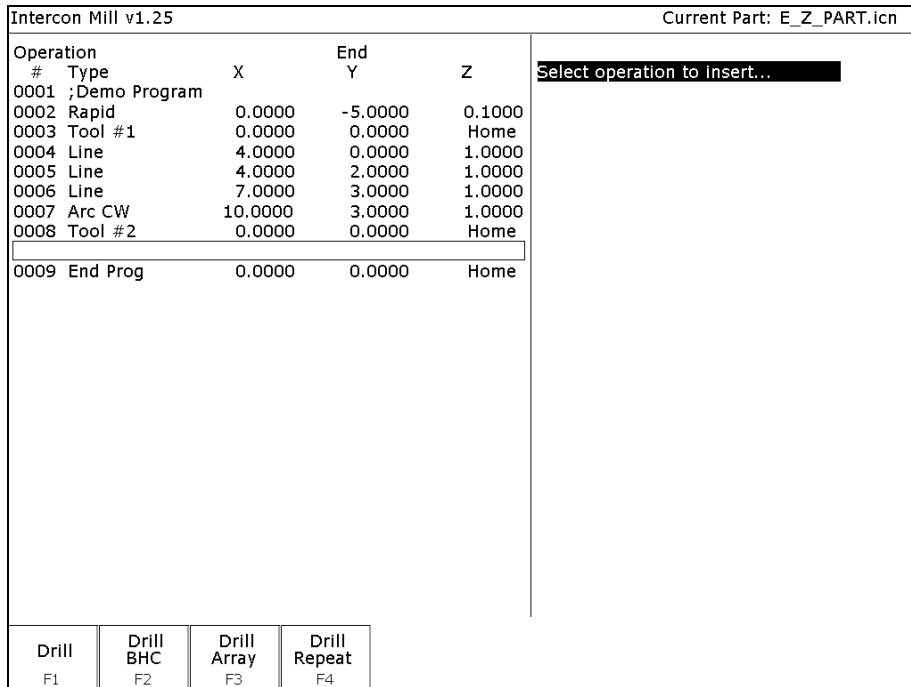 Intercon Mill v1.25 Current Part: E_Z_PART.icn
Operation End
# Type X Y Z Select operation to insert...
0001 ;Demo Program
0002 Rapid 0.0000 -5.0000 0.1000
0003 Tool #1 0.0000 0.0000 Home
0004 Line 4.0000 0.0000 1.0000
0005 Line 4.0000 2.0000 1.0000
0006 Line 7.0000 3.0000 1.0000
0007 Arc CW 10.0000 3.0000 1.0000
0008 Tool #2 0.0000 0.0000 Home
0009 End Prog 0.0000 0.0000 Home
Drill
F1
Drill
BHC
F2
Drill
Array
F3
Drill
Repeat
F4